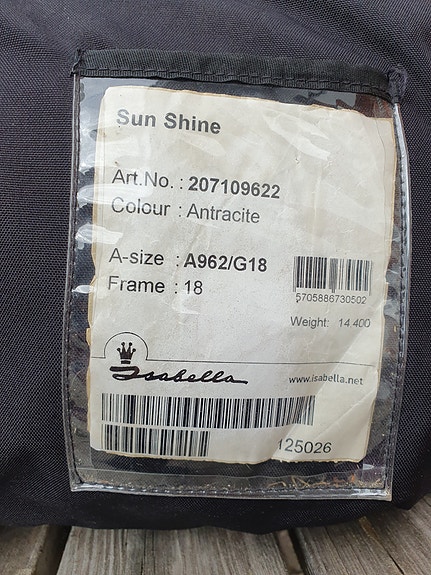 Sun Shine
Art.No. : 207109622
Colour : Antracite
A-size : A962/G18
Frame : 18
5705886730502
Weight: 14.400
Isabella
www.isabella.net
125026